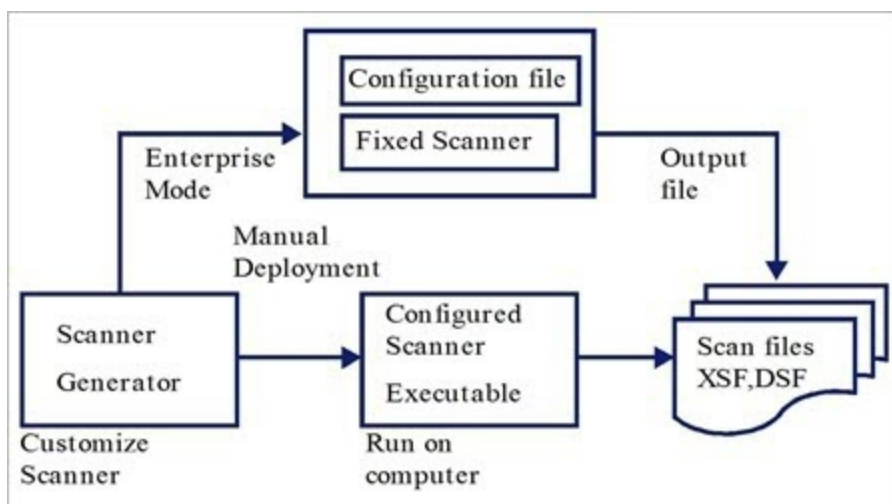 Configuration file
Fixed Scanner
Enterprise
Mode
Output
file
Manual
Deployment
Scanner
Generator
Configured
Scanner
Executable
Scan files
XSF,DSF
Customize
Scanner
Run on
computer